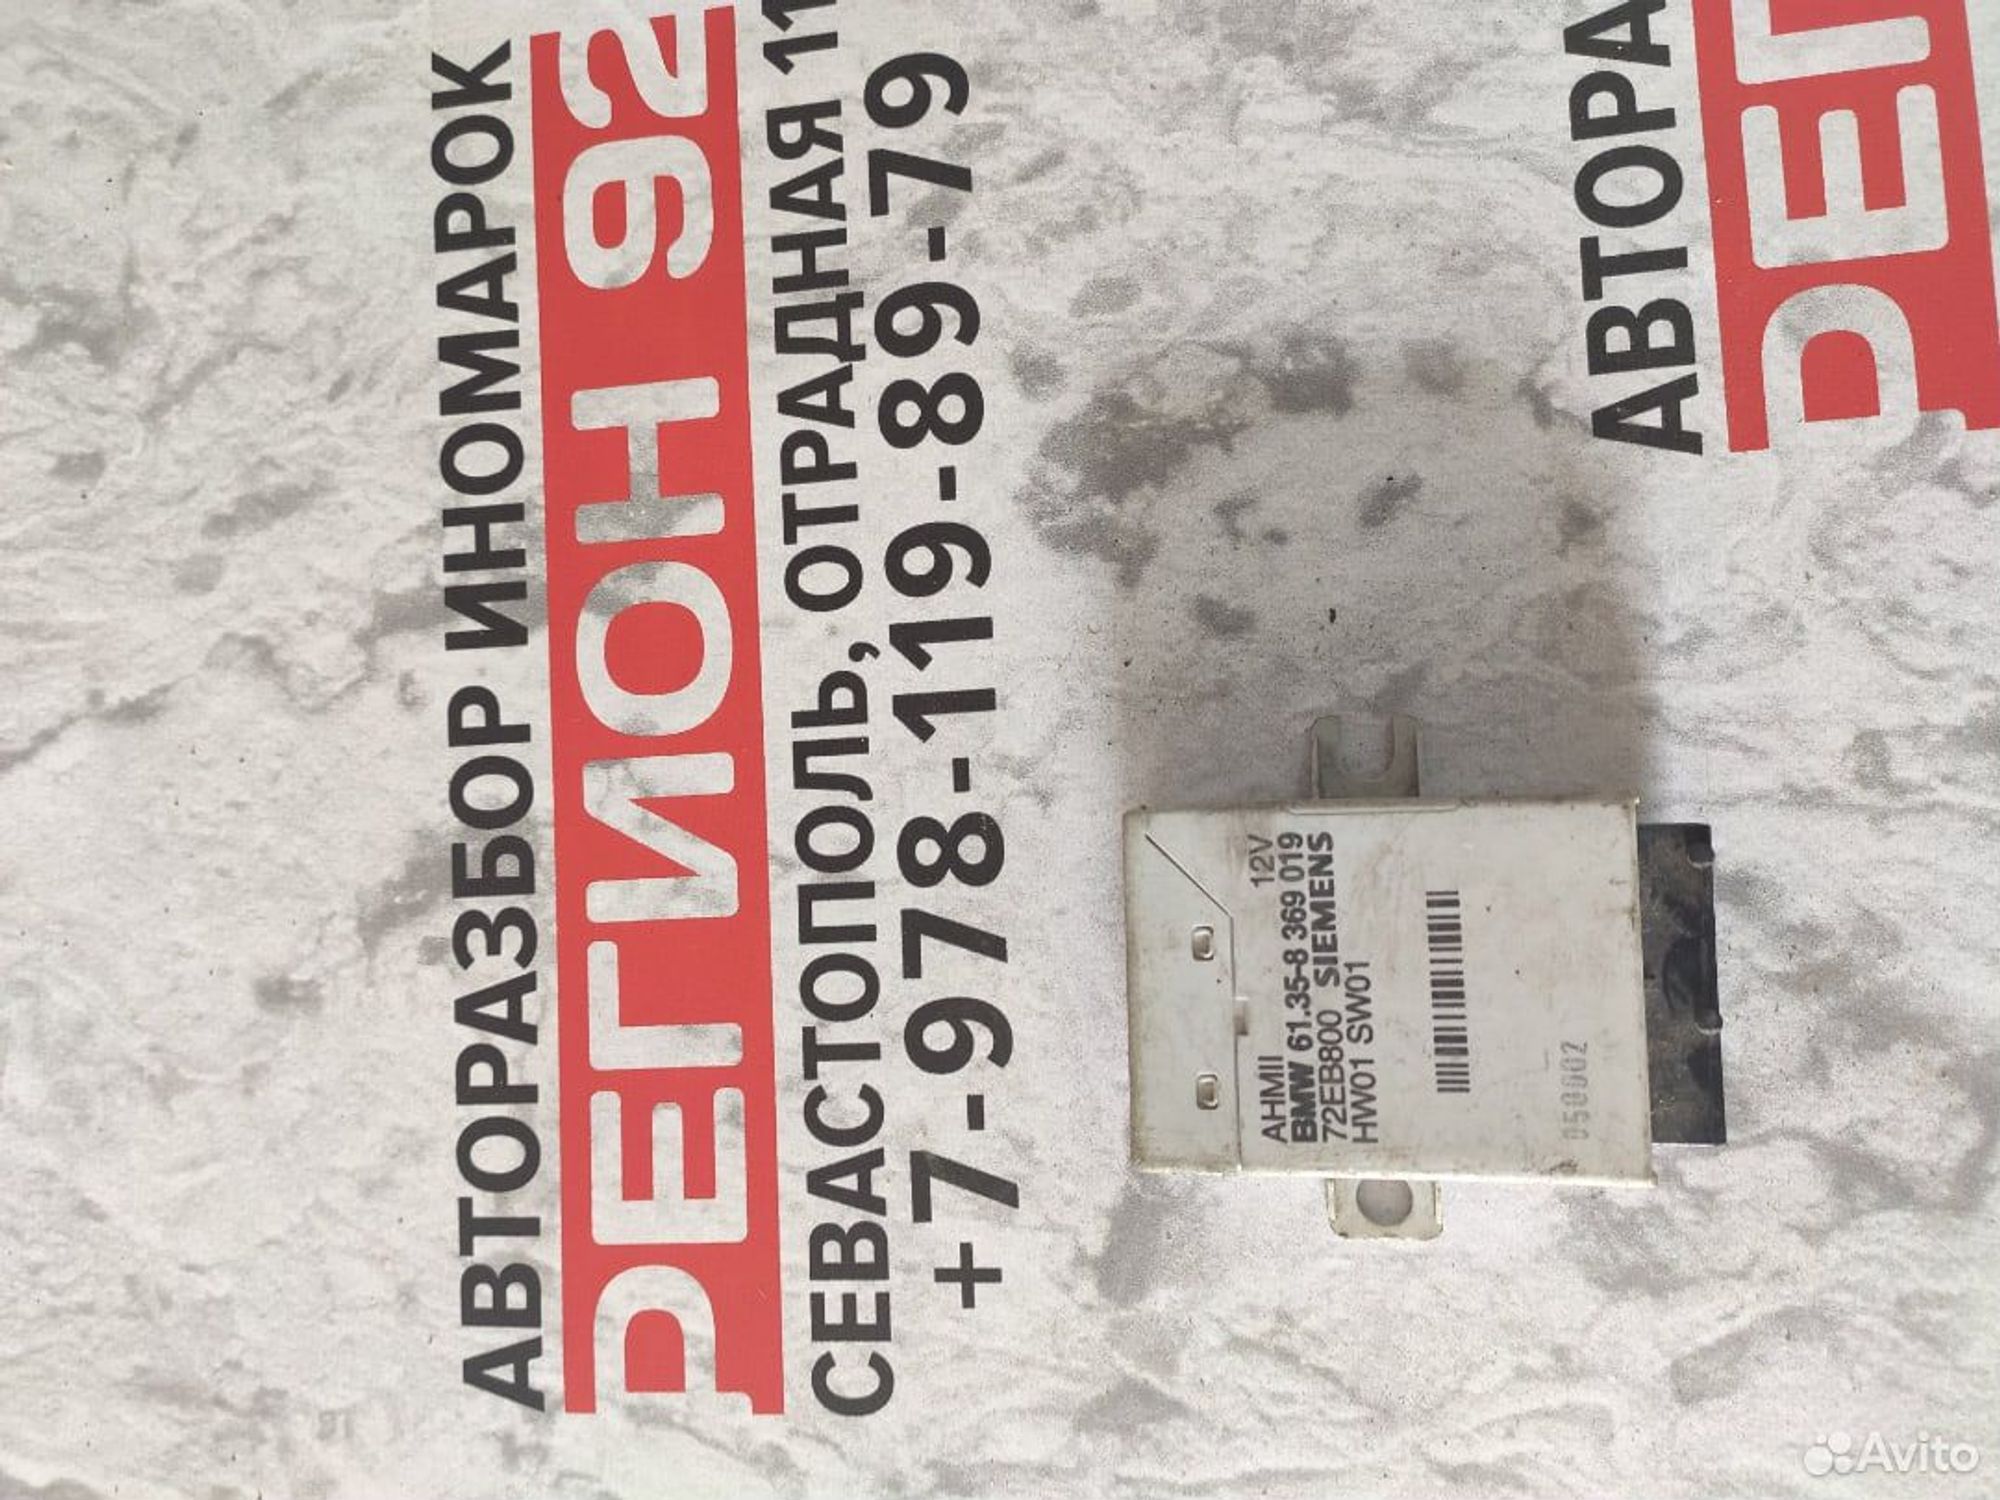 АВТОРАЗБОР ИНОМАРОК
РЕГИОН 92
СЕВАСТОПОЛЬ, ОТРАДНАЯ 11
+7-978-119-89-79
AHMII 12V
BMW 61.35-8 369 019
72EB800 SIEMENS
HW01 SW01
050002
АВТОРА
РЕГ
Avito